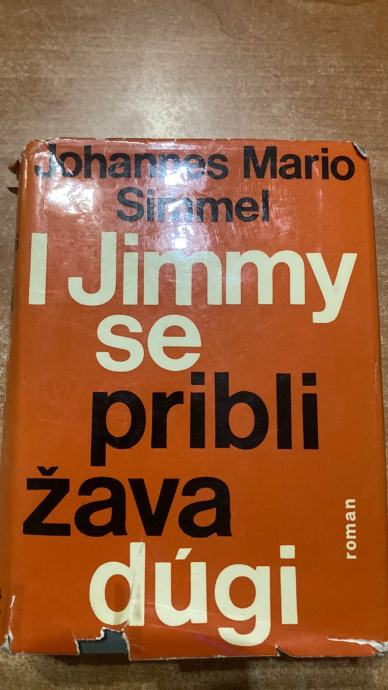 Johannes Mario
Simmel
I Jimmy
se
pribli
žava
dúgi
roman